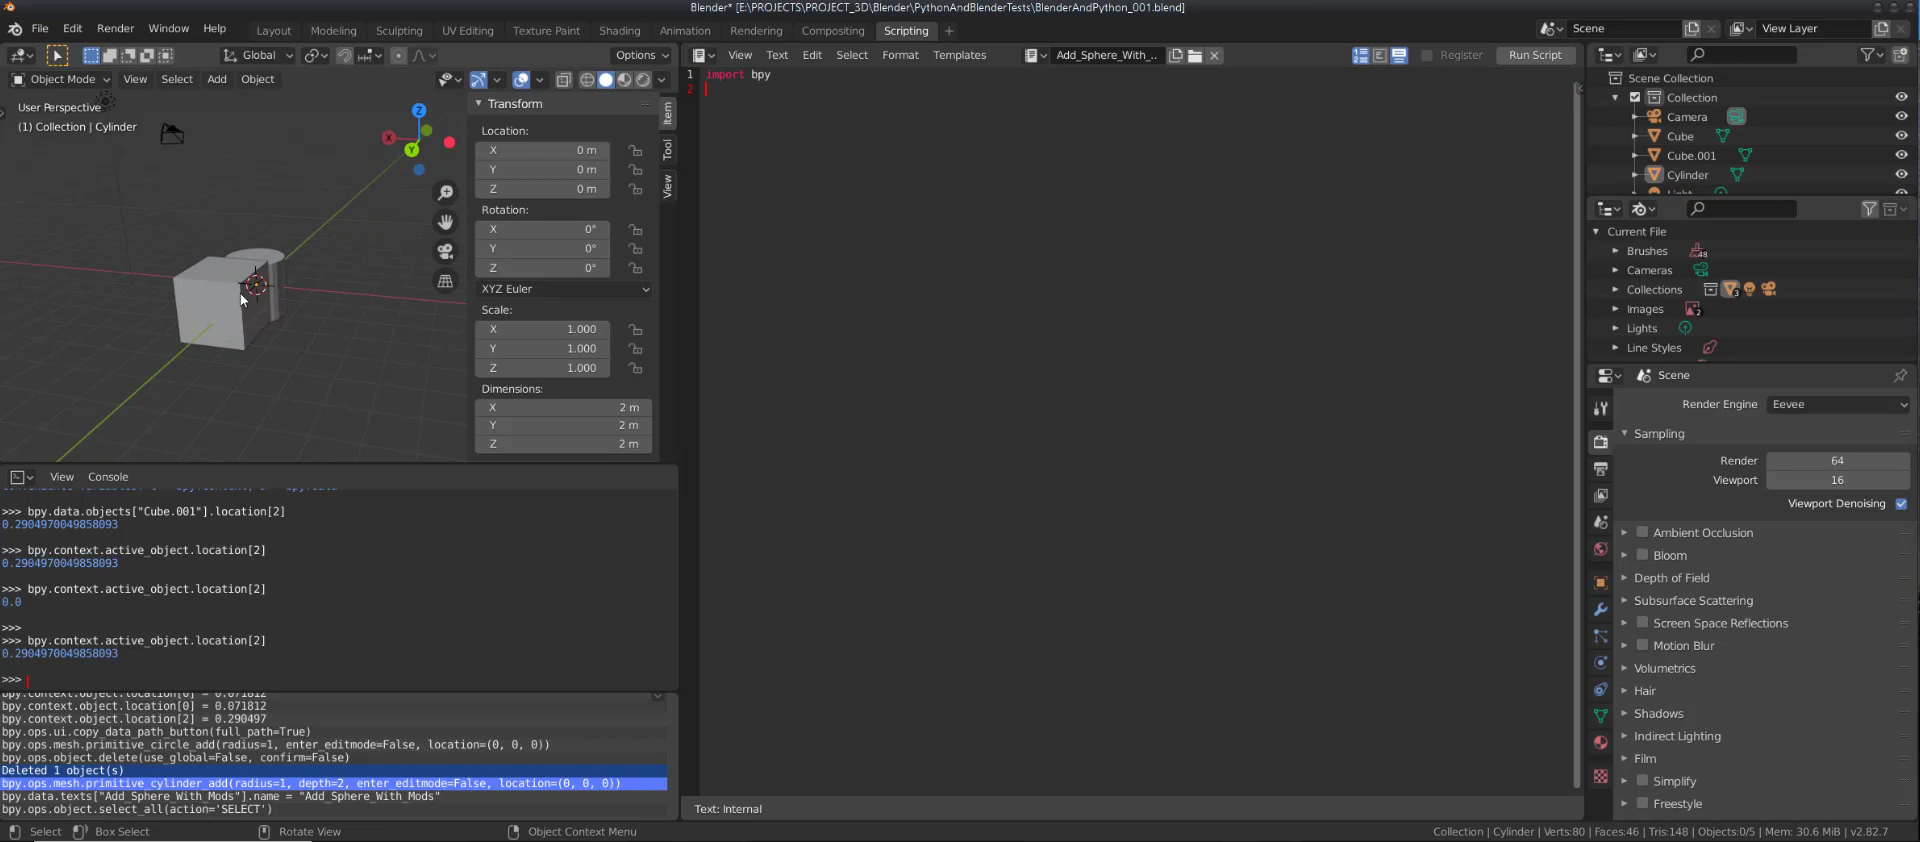 Blender* [E:\PROJECTS\PROJECT_3D\Blender\PythonAndBlenderTests\BlenderAndPython_001.blend]
File Edit Render Window Help Layout Modeling Sculpting UV Editing Texture Paint Shading Animation Rendering Compositing Scripting + Scene View Layer
Global Options View Text Edit Select Format Templates Add_Sphere_With_.. Register Run Script
Object Mode View Select Add Object
User Perspective
(1) Collection | Cylinder
Z
X
Y
Transform
Location:
X 0 m
Y 0 m
Z 0 m
Rotation:
X 0°
Y 0°
Z 0°
XYZ Euler
Scale:
X 1.000
Y 1.000
Z 1.000
Dimensions:
X 2 m
Y 2 m
Z 2 m
Item
Tool
View
1 import bpy
2
View Console
>>> bpy.data.objects["Cube.001"].location[2]
0.2904970049858093
>>> bpy.context.active_object.location[2]
0.2904970049858093
>>> bpy.context.active_object.location[2]
0.0
>>>
>>> bpy.context.active_object.location[2]
0.2904970049858093
>>>
bpy.context.object.location[0] = 0.071812
bpy.context.object.location[0] = 0.071812
bpy.context.object.location[2] = 0.290497
bpy.ops.ui.copy_data_path_button(full_path=True)
bpy.ops.mesh.primitive_circle_add(radius=1, enter_editmode=False, location=(0, 0, 0))
bpy.ops.object.delete(use_global=False, confirm=False)
Deleted 1 object(s)
bpy.ops.mesh.primitive_cylinder_add(radius=1, depth=2, enter_editmode=False, location=(0, 0, 0))
bpy.data.texts["Add_Sphere_With_Mods"].name = "Add_Sphere_With_Mods"
bpy.ops.object.select_all(action='SELECT')
Text: Internal
Scene Collection
Collection
Camera
Cube
Cube.001
Cylinder
Light
Current File
Brushes 48
Cameras
Collections 3
Images 2
Lights
Line Styles
Scene
Render Engine Eevee
Sampling
Render 64
Viewport 16
Viewport Denoising
Ambient Occlusion
Bloom
Depth of Field
Subsurface Scattering
Screen Space Reflections
Motion Blur
Volumetrics
Hair
Shadows
Indirect Lighting
Film
Simplify
Freestyle
Select Box Select Rotate View Object Context Menu Collection | Cylinder | Verts:80 | Faces:46 | Tris:148 | Objects:0/5 | Mem: 30.6 MiB | v2.82.7